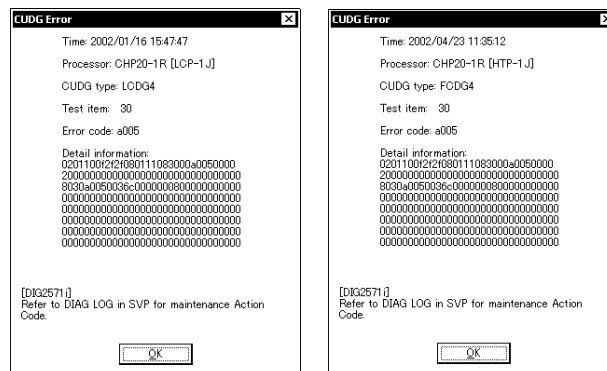 CUDG Error
Time: 2002/01/16 15:47:47
Processor: CHP20-1R [LCP-1J]
CUDG type: LCDG4
Test item: 30
Error code: a005
Detail information:
0201100f2f2f080111083000a0050000
20000000000000000000000000000000
8030a0050036c0000008000000000000
00000000000000000000000000000000
00000000000000000000000000000000
00000000000000000000000000000000
00000000000000000000000000000000
00000000000000000000000000000000
[DIG2571i]
Refer to DIAG LOG in SVP for maintenance Action
Code.
OK
CUDG Error
Time: 2002/04/23 11:35:12
Processor: CHP20-1R [HTP-1J]
CUDG type: FCDG4
Test item: 30
Error code: a005
Detail information:
0201100f2f2f080111083000a0050000
20000000000000000000000000000000
8030a0050036c0000008000000000000
00000000000000000000000000000000
00000000000000000000000000000000
00000000000000000000000000000000
00000000000000000000000000000000
00000000000000000000000000000000
[DIG2571i]
Refer to DIAG LOG in SVP for maintenance Action
Code.
OK